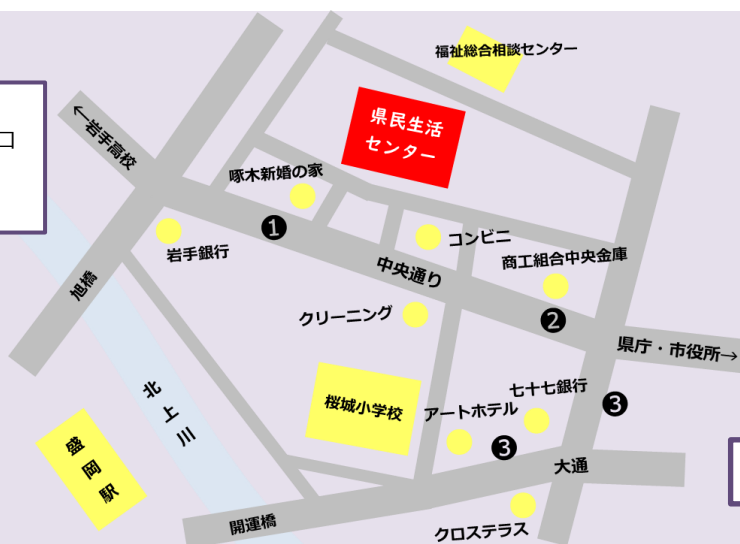 福祉総合相談センター
口
←岩手高校
県民生活
センター
啄木新婚の家
❶
コンビニ
岩手銀行
商工組合中央金庫
中央通り
旭橋
クリーニング
❷
県庁・市役所→
北上川
桜城小学校
七十七銀行
アートホテル
❸
❸
盛岡駅
大通
開運橋
クロステラス